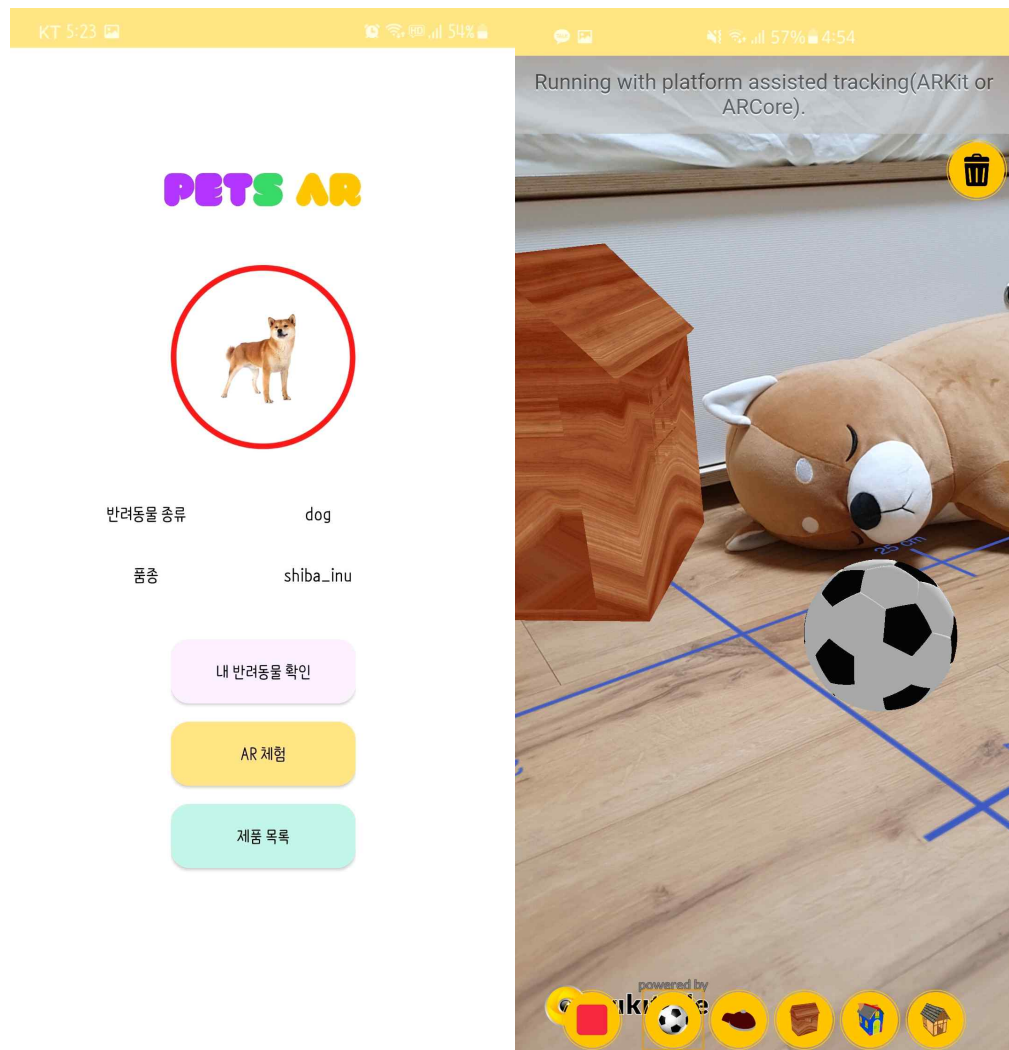 KT 5:23
54%
PETS AR
반려동물 종류
dog
품종
shiba_inu
내 반려동물 확인
AR 체험
제품 목록
57% 4:54
Running with platform assisted tracking(ARKit or
ARCore).
25 cm
powered by